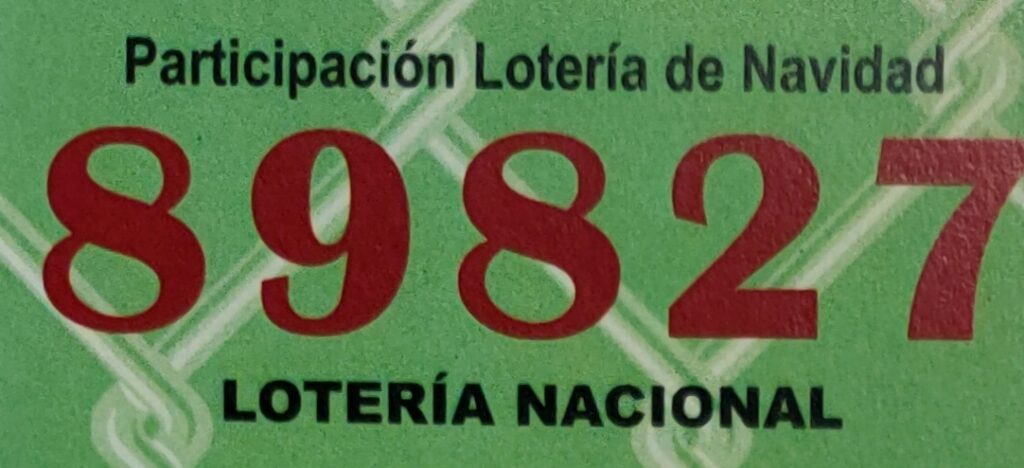 Participación Lotería de Navidad
89827
LOTERÍA NACIONAL